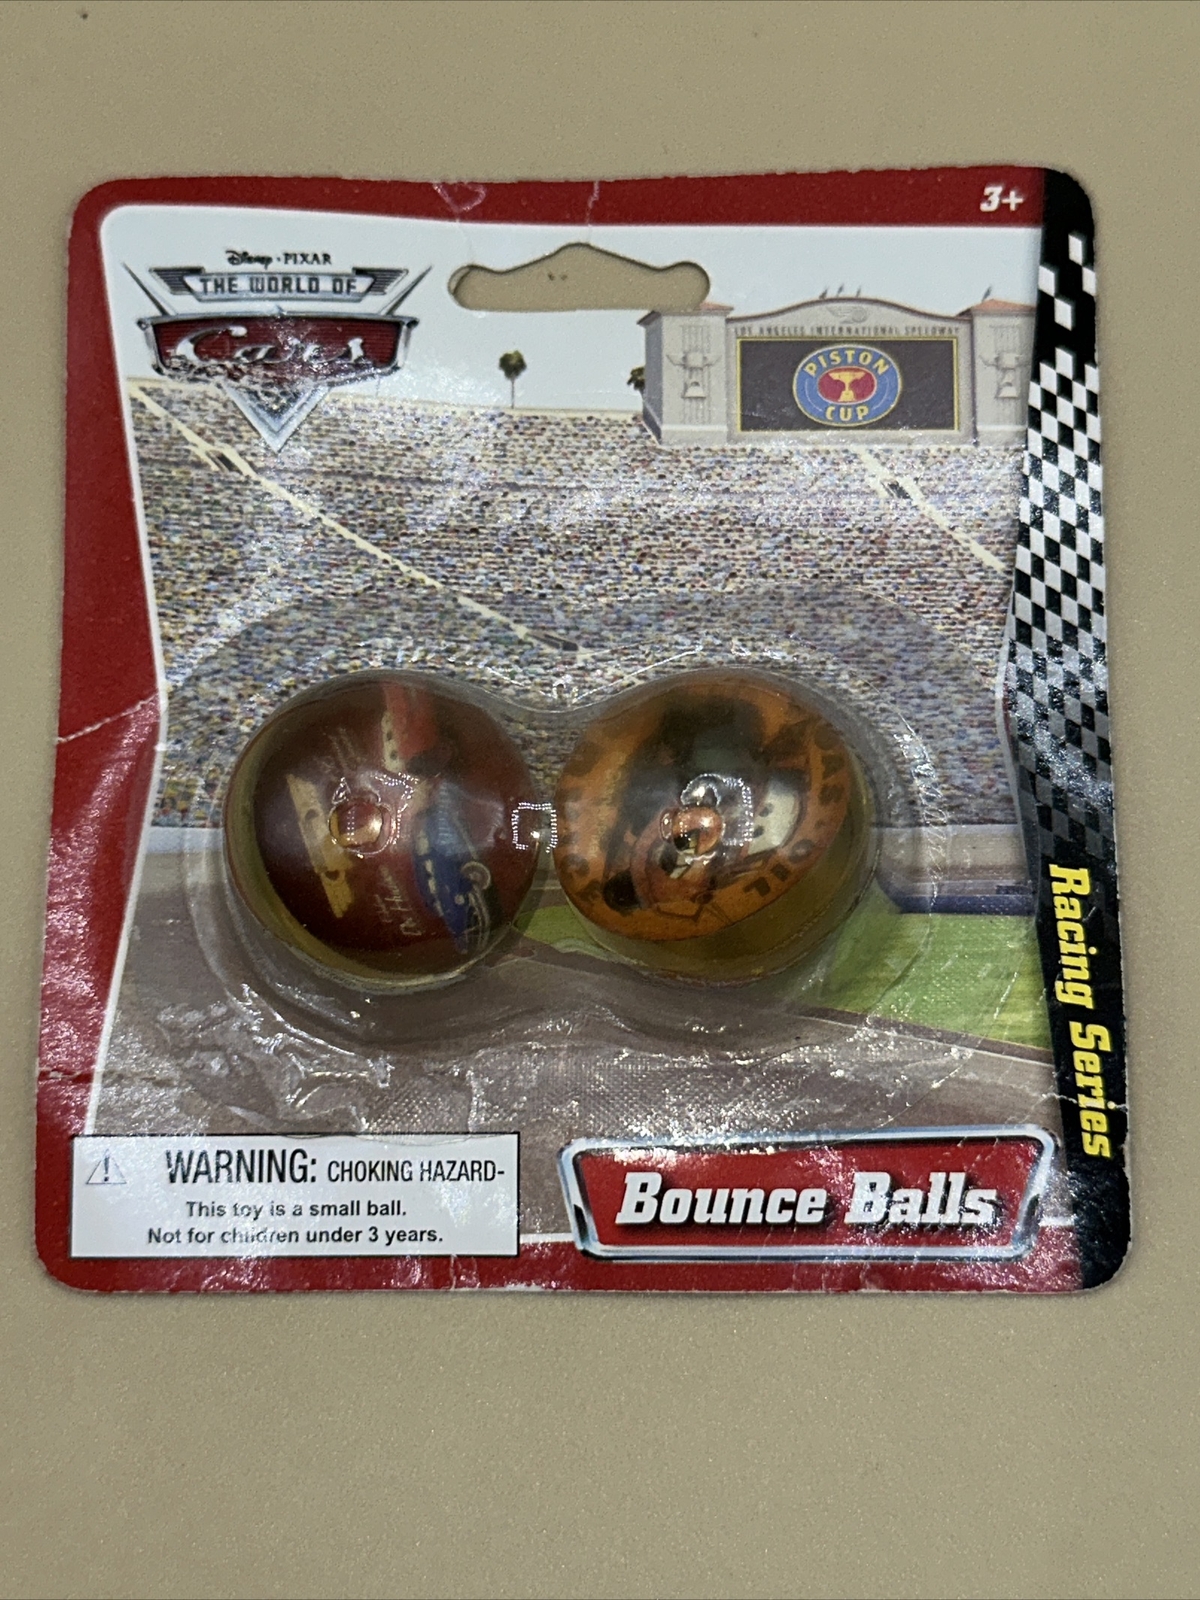 3+
Disney · PIXAR
THE WORLD OF
Cars
LOS ANGELES INTERNATIONAL SPEEDWAY
PISTON
CUP
Racing Series
WARNING: CHOKING HAZARD-
This toy is a small ball.
Not for children under 3 years.
Bounce Balls